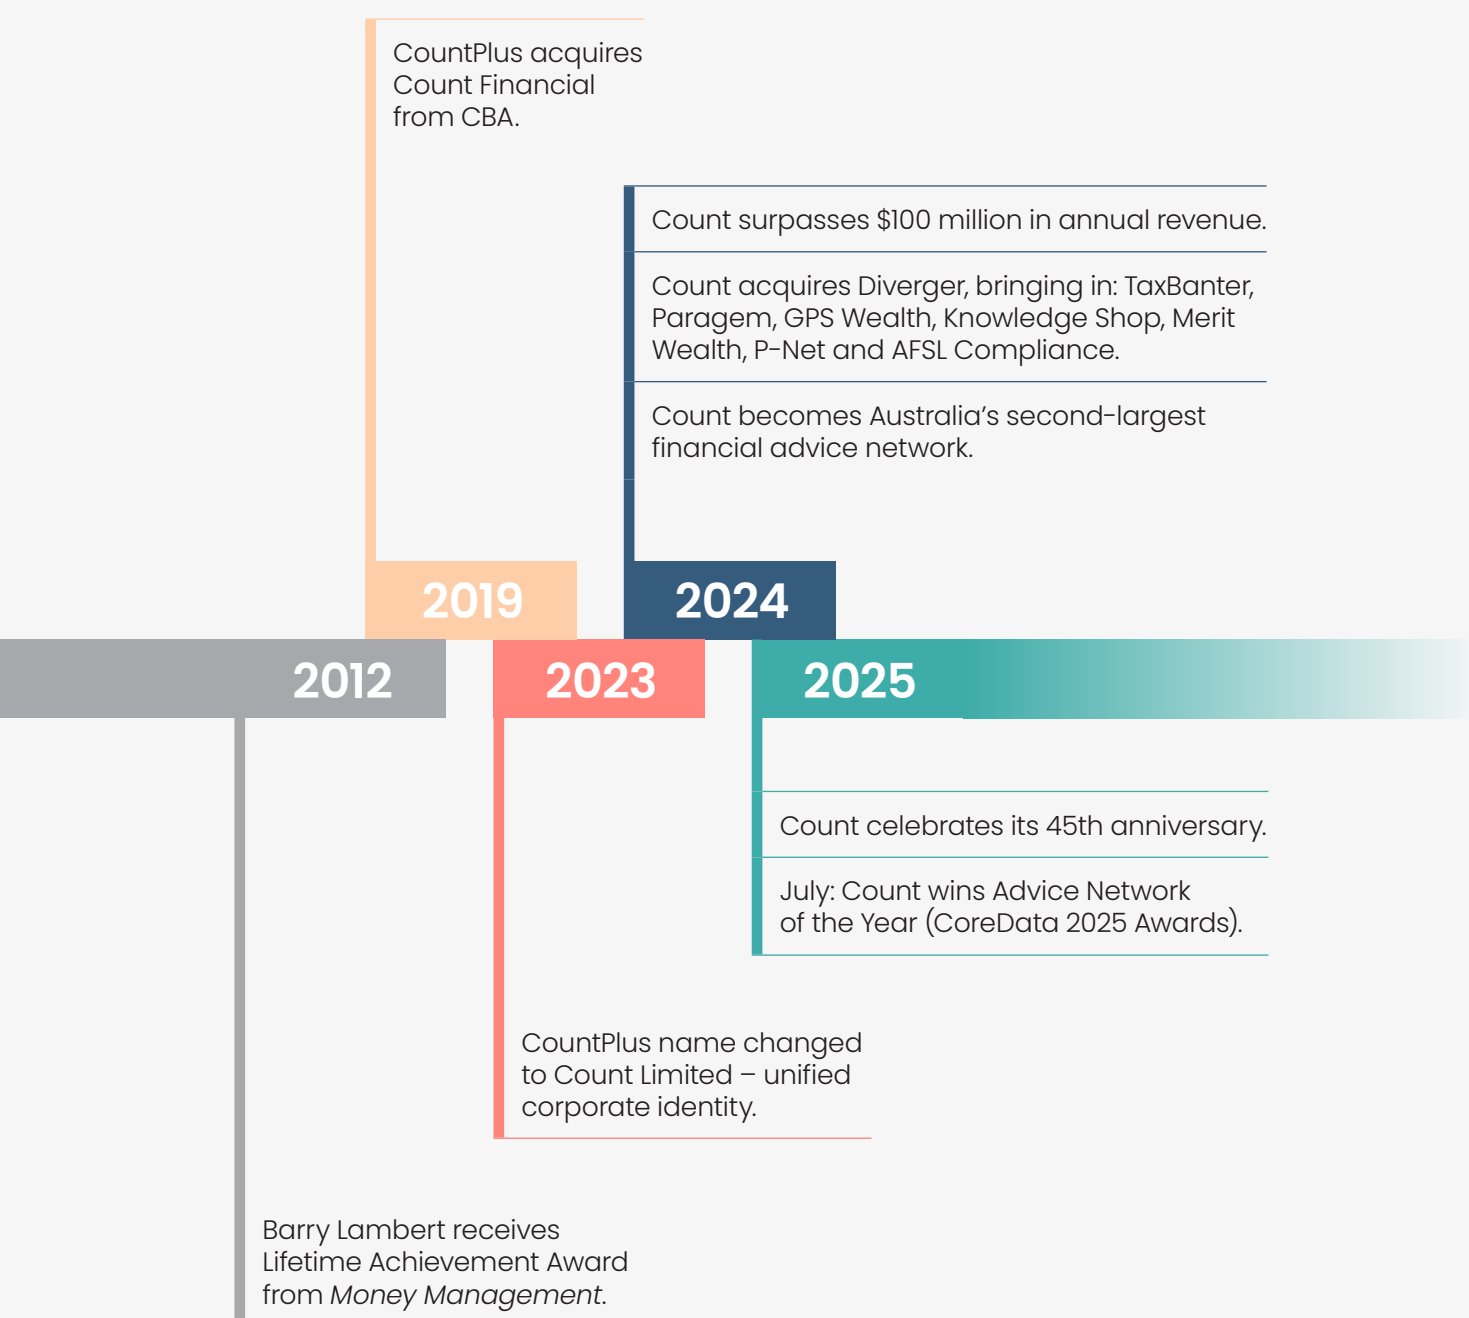 CountPlus acquires
Count Financial
from CBA.
Count surpasses $100 million in annual revenue.
Count acquires Diverger, bringing in: TaxBanter,
Paragem, GPS Wealth, Knowledge Shop, Merit
Wealth, P-Net and AFSL Compliance.
Count becomes Australia’s second-largest
financial advice network.
2019
2024
2012
2023
2025
Count celebrates its 45th anniversary.
July: Count wins Advice Network
of the Year (CoreData 2025 Awards).
CountPlus name changed
to Count Limited – unified
corporate identity.
Barry Lambert receives
Lifetime Achievement Award
from Money Management.